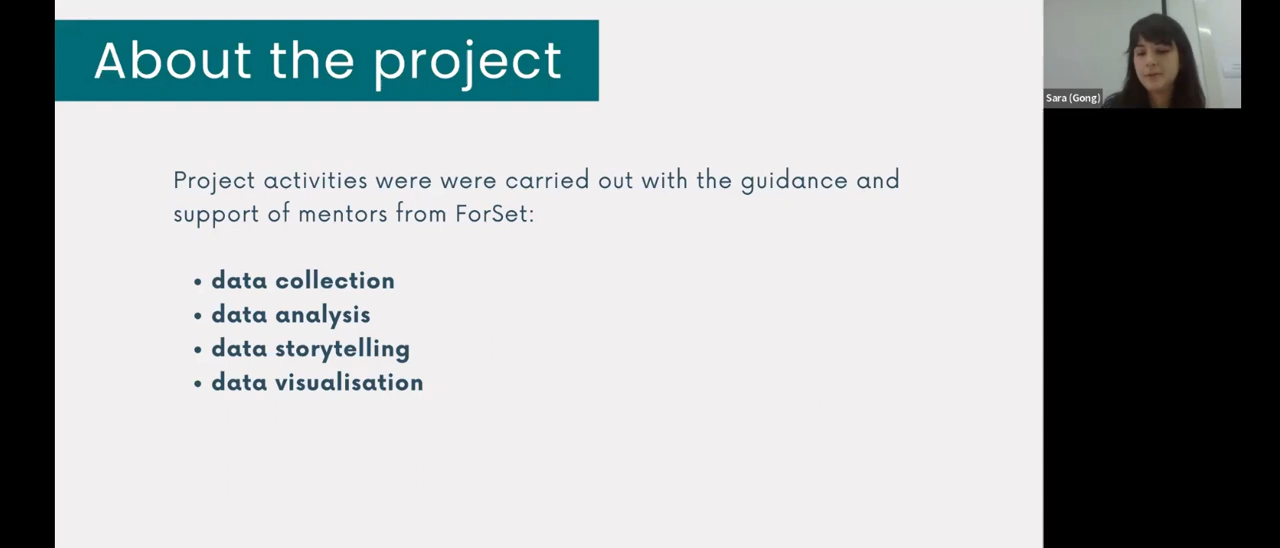 About the project
Sara (Gong)
Project activities were were carried out with the guidance and
support of mentors from ForSet:
• data collection
• data analysis
• data storytelling
• data visualisation